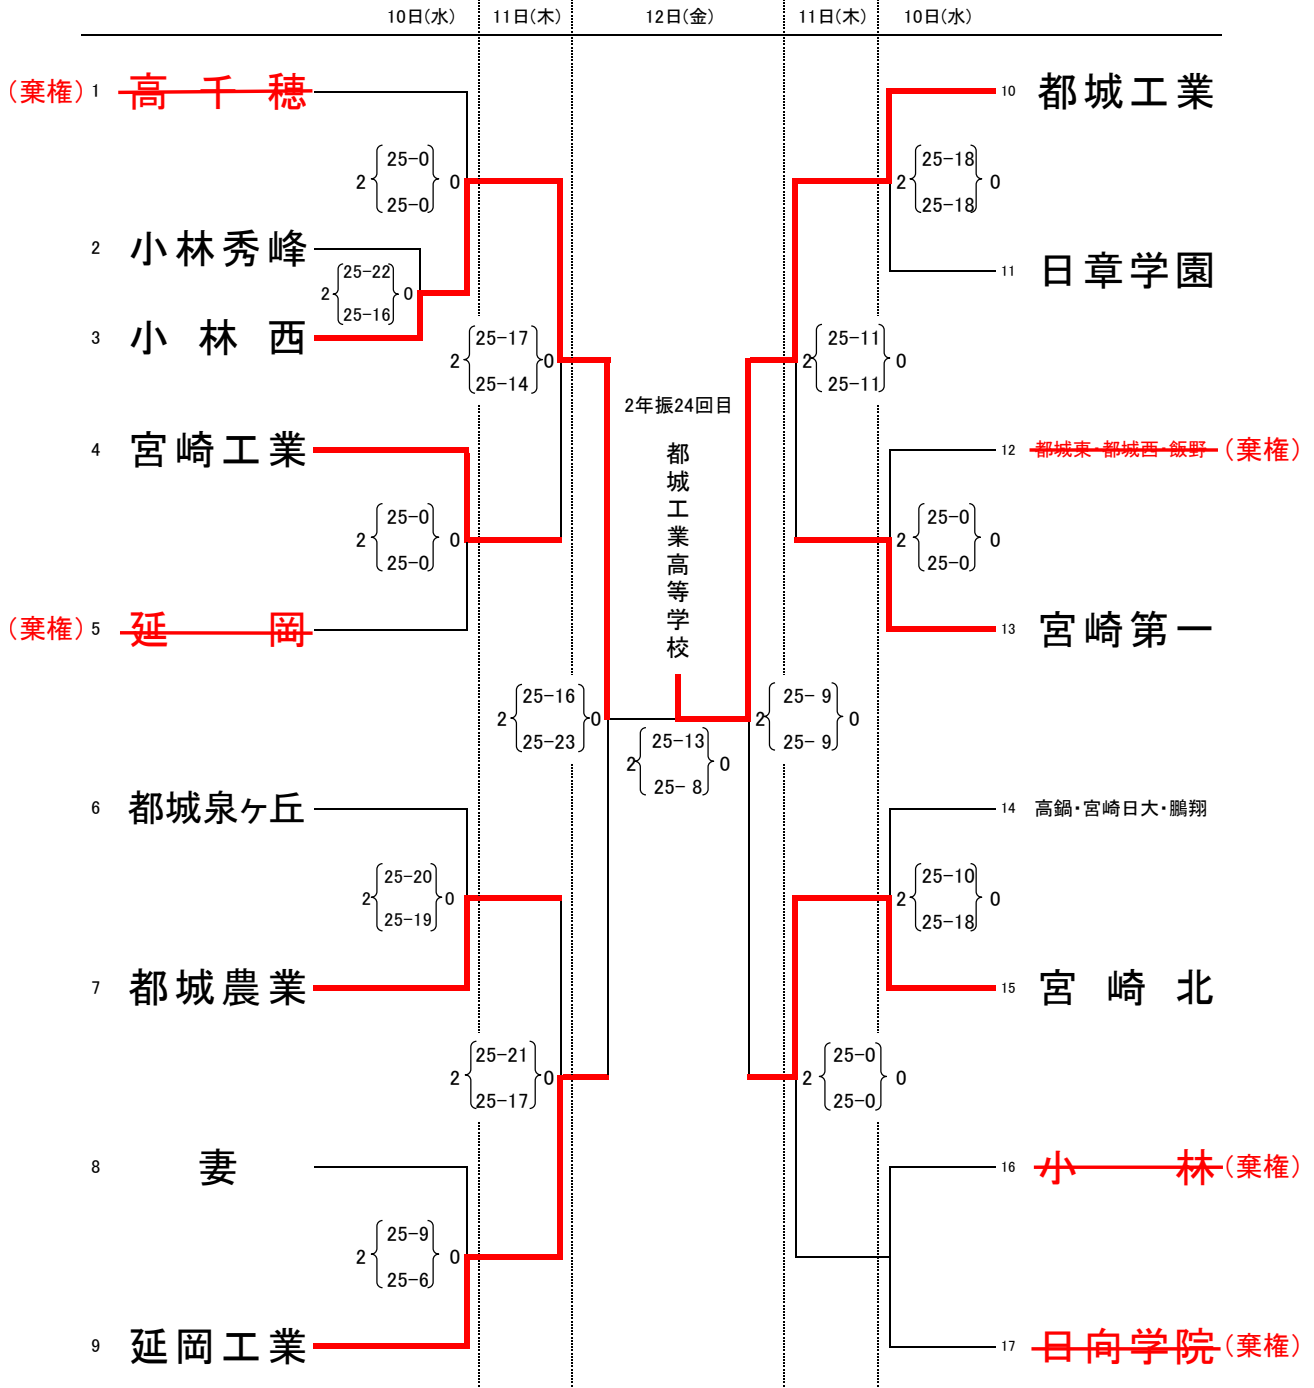 10日(水) 11日(木) 12日(金) 11日(木) 10日(水)
(棄権) 1 高千穂
25-0
2 0
25-0
2 小林秀峰
25-22
2 0
25-16
3 小林西
25-17
2 0
25-14
4 宮崎工業
25-0
2 0
25-0
(棄権) 5 延岡
25-16
2 0
25-23
6 都城泉ヶ丘
25-20
2 0
25-19
7 都城農業
25-21
2 0
25-17
8 妻
25-9
2 0
25-6
9 延岡工業
2年振24回目
都城工業高等学校
25-13
2 0
25- 8
10 都城工業
25-18
2 0
25-18
11 日章学園
25-11
2 0
25-11
12 都城東・都城西・飯野 (棄権)
25-0
2 0
25-0
13 宮崎第一
25- 9
2 0
25- 9
14 高鍋・宮崎日大・鵬翔
25-10
2 0
25-18
15 宮崎北
25-0
2 0
25-0
16 小林 (棄権)
17 日向学院 (棄権)